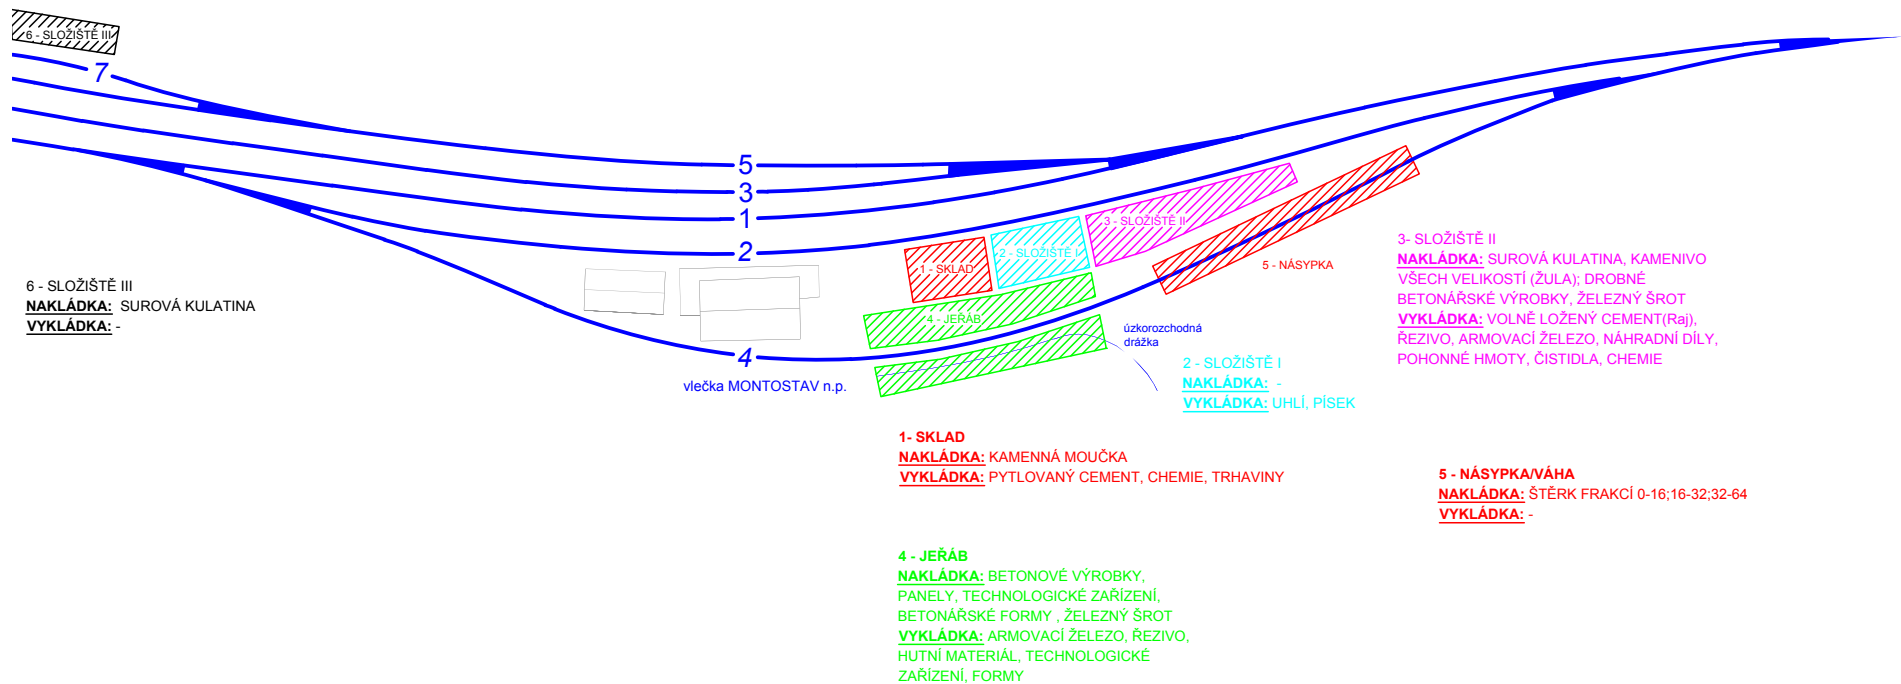 6 - SLOŽIŠTĚ III
7
5
3
1
2
4
3 - SLOŽIŠTĚ II
2 - SLOŽIŠTĚ I
1 - SKLAD
4 - JEŘÁB
5 - NÁSYPKA
úzkorozchodná
drážka
vlečka MONTOSTAV n.p.
6 - SLOŽIŠTĚ III
NAKLÁDKA: SUROVÁ KULATINA
VYKLÁDKA: -
3- SLOŽIŠTĚ II
NAKLÁDKA: SUROVÁ KULATINA, KAMENIVO
VŠECH VELIKOSTÍ (ŽULA); DROBNÉ
BETONÁŘSKÉ VÝROBKY, ŽELEZNÝ ŠROT
VYKLÁDKA: VOLNĚ LOŽENÝ CEMENT(Raj),
ŘEZIVO, ARMOVACÍ ŽELEZO, NÁHRADNÍ DÍLY,
POHONNÉ HMOTY, ČISTIDLA, CHEMIE
2 - SLOŽIŠTĚ I
NAKLÁDKA: -
VYKLÁDKA: UHLÍ, PÍSEK
1- SKLAD
NAKLÁDKA: KAMENNÁ MOUČKA
VYKLÁDKA: PYTLOVANÝ CEMENT, CHEMIE, TRHAVINY
5 - NÁSYPKA/VÁHA
NAKLÁDKA: ŠTĚRK FRAKCÍ 0-16;16-32;32-64
VYKLÁDKA: -
4 - JEŘÁB
NAKLÁDKA: BETONOVÉ VÝROBKY,
PANELY, TECHNOLOGICKÉ ZAŘÍZENÍ,
BETONÁŘSKÉ FORMY , ŽELEZNÝ ŠROT
VYKLÁDKA: ARMOVACÍ ŽELEZO, ŘEZIVO,
HUTNÍ MATERIÁL, TECHNOLOGICKÉ
ZAŘÍZENÍ, FORMY